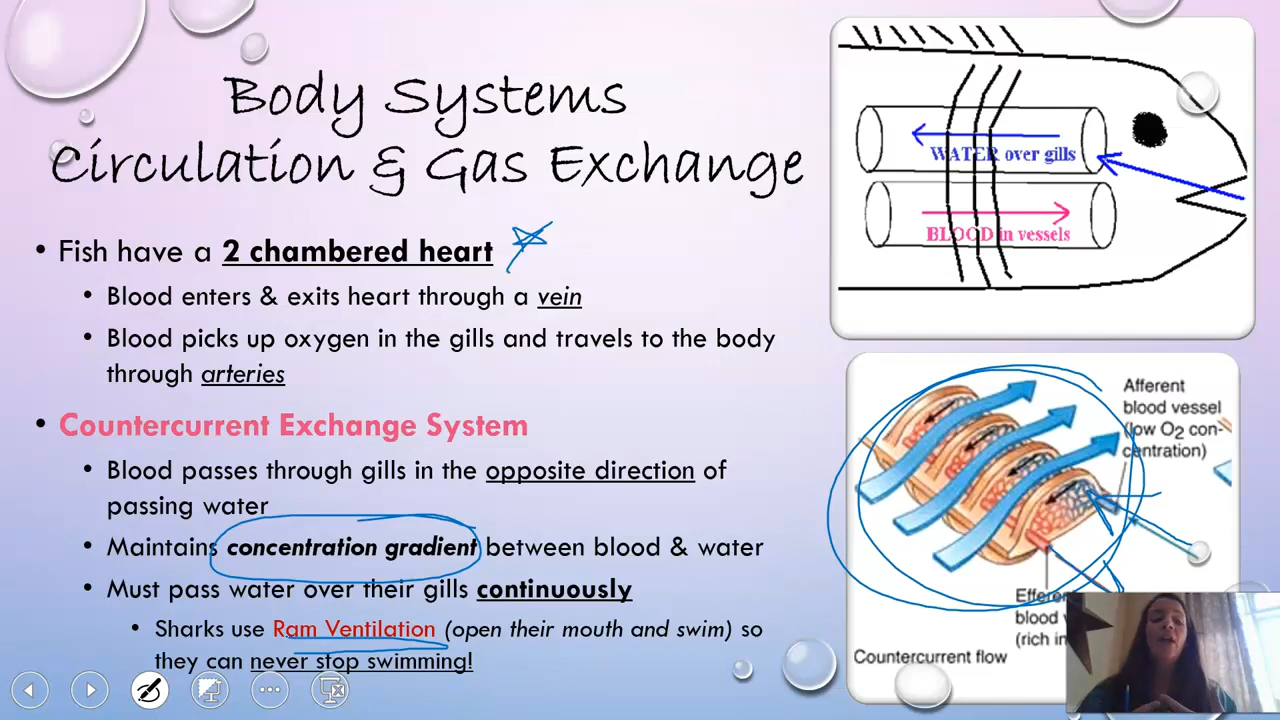 Body Systems
Circulation & Gas Exchange
• Fish have a 2 chambered heart
• Blood enters & exits heart through a vein
• Blood picks up oxygen in the gills and travels to the body
through arteries
• Countercurrent Exchange System
• Blood passes through gills in the opposite direction of
passing water
• Maintains concentration gradient between blood & water
• Must pass water over their gills continuously
• Sharks use Ram Ventilation (open their mouth and swim) so
they can never stop swimming!
WATER over gills
BLOOD in vessels
Afferent
blood vessel
(low O2 con-
centration)
blood
(rich in
Countercurrent flow